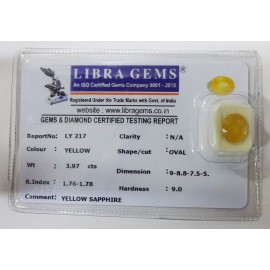 LIBRA GEMS
An ISO Certified Gems Company 9001 - 2015
Registered Under the Trade Marks with Govt. of India
website : www.libragems.co.in
GEMS & DIAMOND CERTIFIED TESTING REPORT
ReportNo LY 217 Clarity N/A
Colour YELLOW Shape/cut OVAL
Wt 3.97 cts Dimension 9-8.8-7.5-5.
R.Index 1.76-1.78 Hardness 9.0
Comment YELLOW SAPPHIRE